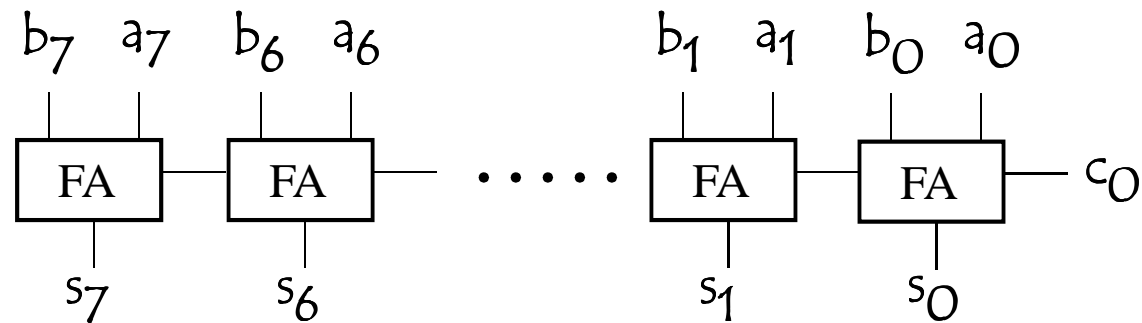 b7 a7 b6 a6 b1 a1 b0 a0
FA FA ..... FA FA c0
s7 s6 s1 s0